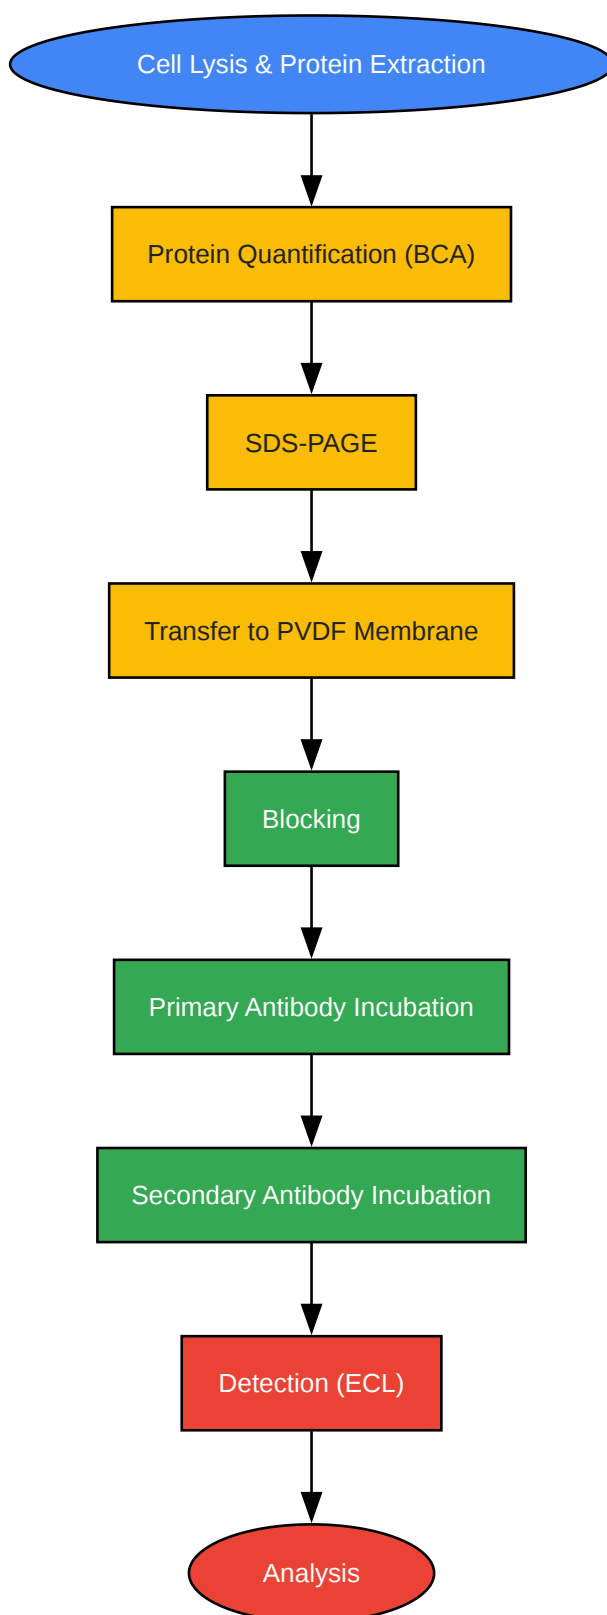 Cell Lysis & Protein Extraction
Protein Quantification (BCA)
SDS-PAGE
Transfer to PVDF Membrane
Blocking
Primary Antibody Incubation
Secondary Antibody Incubation
Detection (ECL)
Analysis